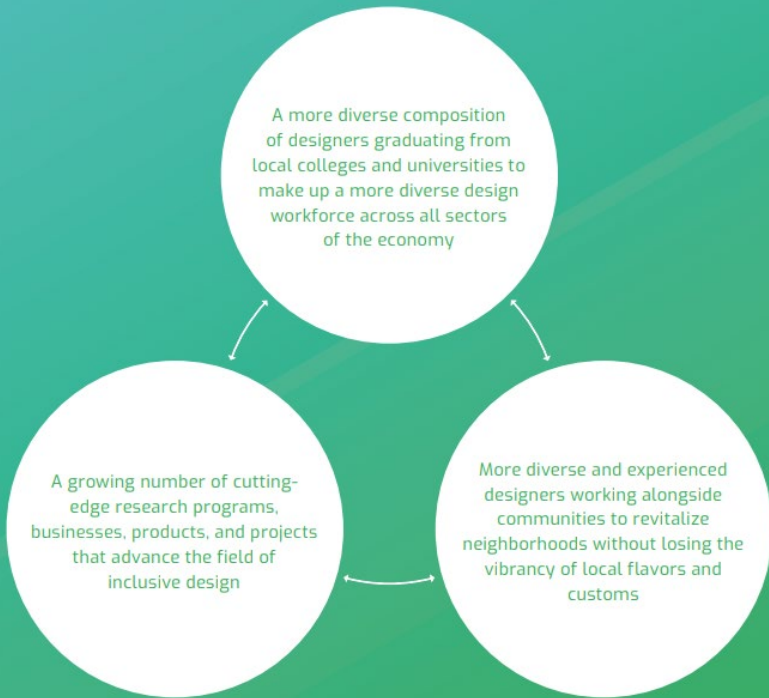 A more diverse composition
of designers graduating from
local colleges and universities to
make up a more diverse design
workforce across all sectors
of the economy
A growing number of cutting-
edge research programs,
businesses, products, and projects
that advance the field of
inclusive design
More diverse and experienced
designers working alongside
communities to revitalize
neighborhoods without losing the
vibrancy of local flavors and
customs